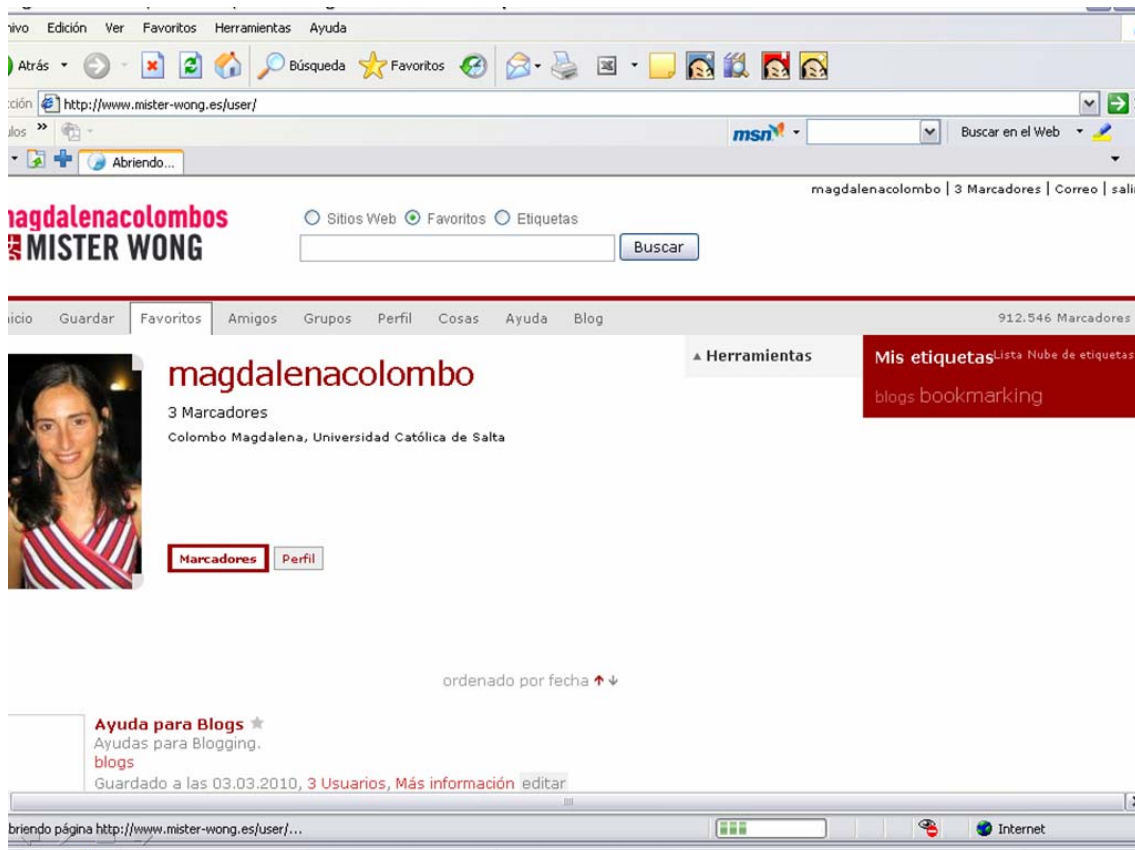 Edición Ver Favoritos Herramientas Ayuda
Atrás Búsqueda Favoritos
http://www.mister-wong.es/user/
msn Buscar en el Web
Abriendo...
magdalenacolombo | 3 Marcadores | Correo |
magdalenacolombos
MISTER WONG
Sitios Web Favoritos Etiquetas
Buscar
Guardar Favoritos Amigos Grupos Perfil Cosas Ayuda Blog 912.546 Marcadores
Herramientas
Mis etiquetas Lista Nube de etiquetas
blogs bookmarking
magdalenacolombo
3 Marcadores
Colombo Magdalena, Universidad Católica de Salta
Marcadores Perfil
ordenado por fecha
Ayuda para Blogs
Ayudas para Blogging.
blogs
Guardado a las 03.03.2010, 3 Usuarios, Más información editar
briendo página http://www.mister-wong.es/user/... Internet